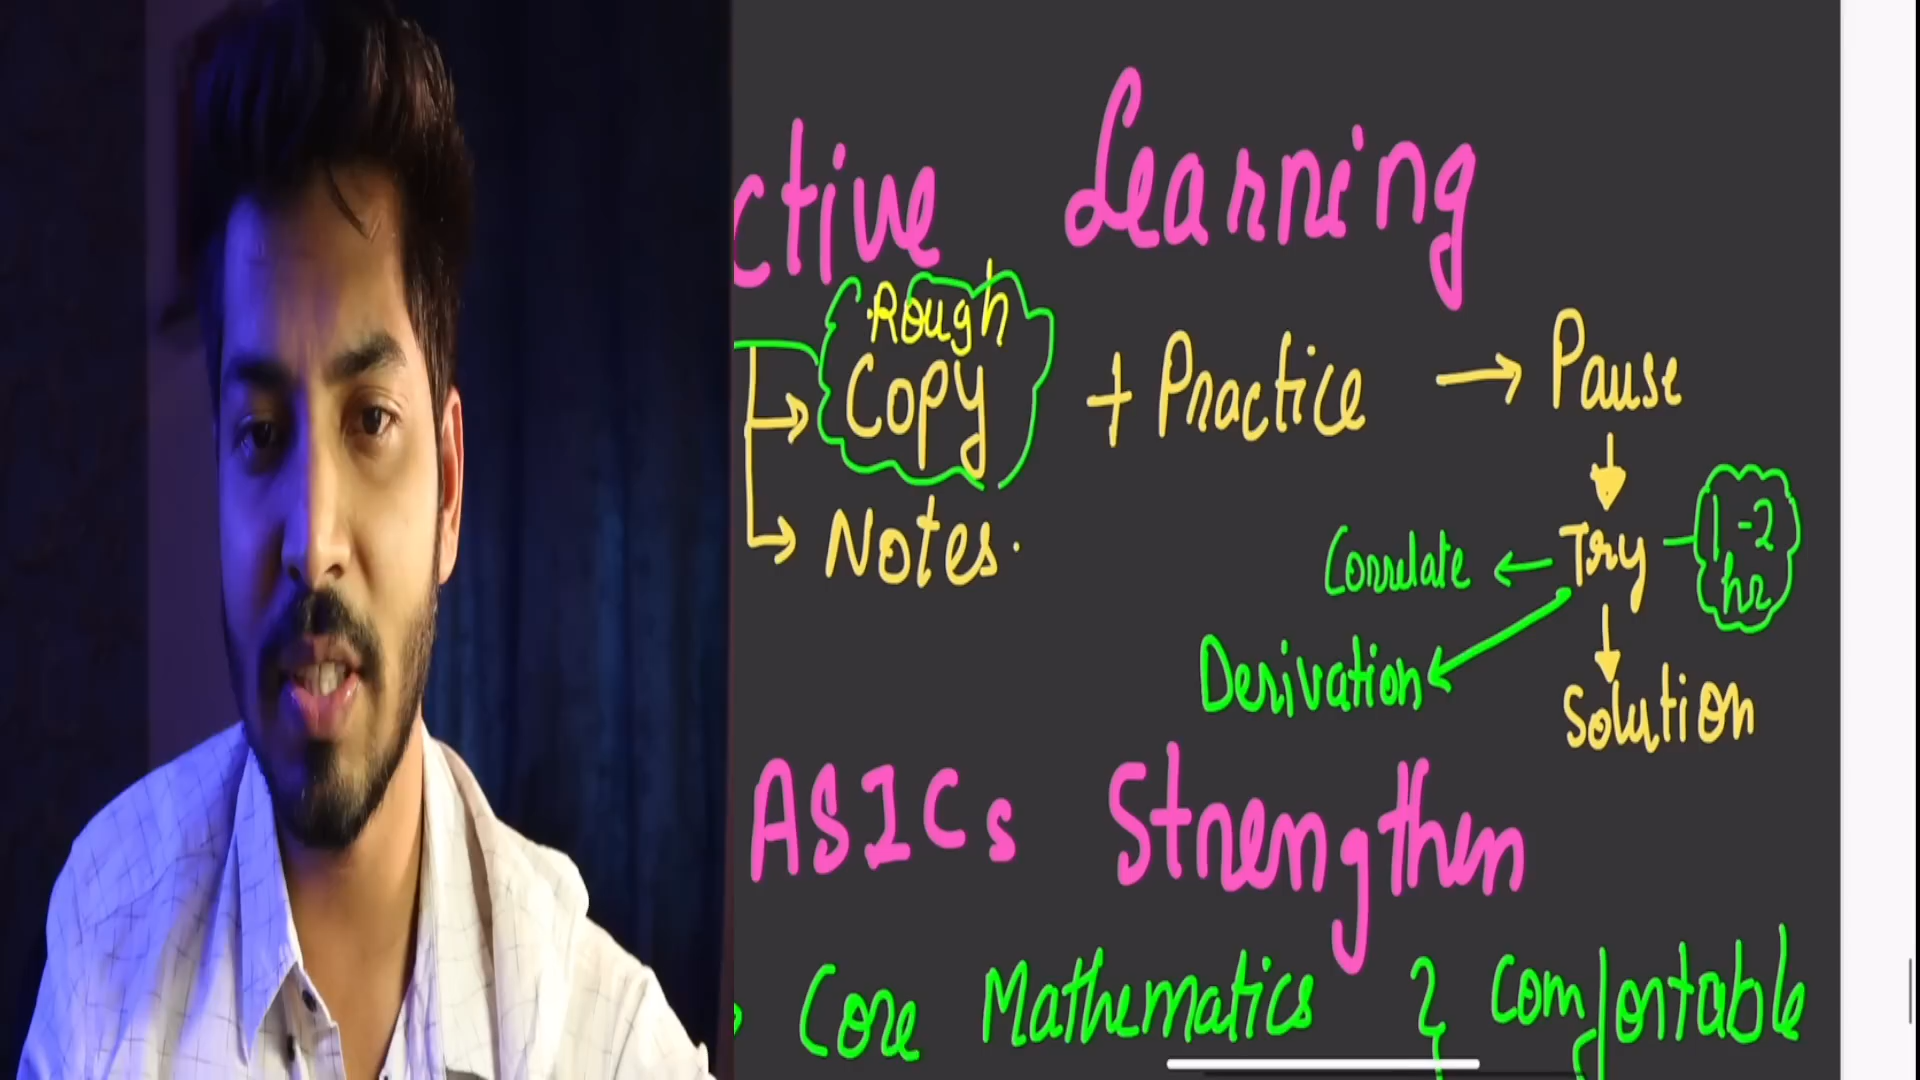 ctive Learning
Rough
Copy + Practice → Pause
Notes.
Correlate ← Try - 1-2 hr
Derivation
Solution
ASICs Strengthen
Core Mathematics & Comfortable